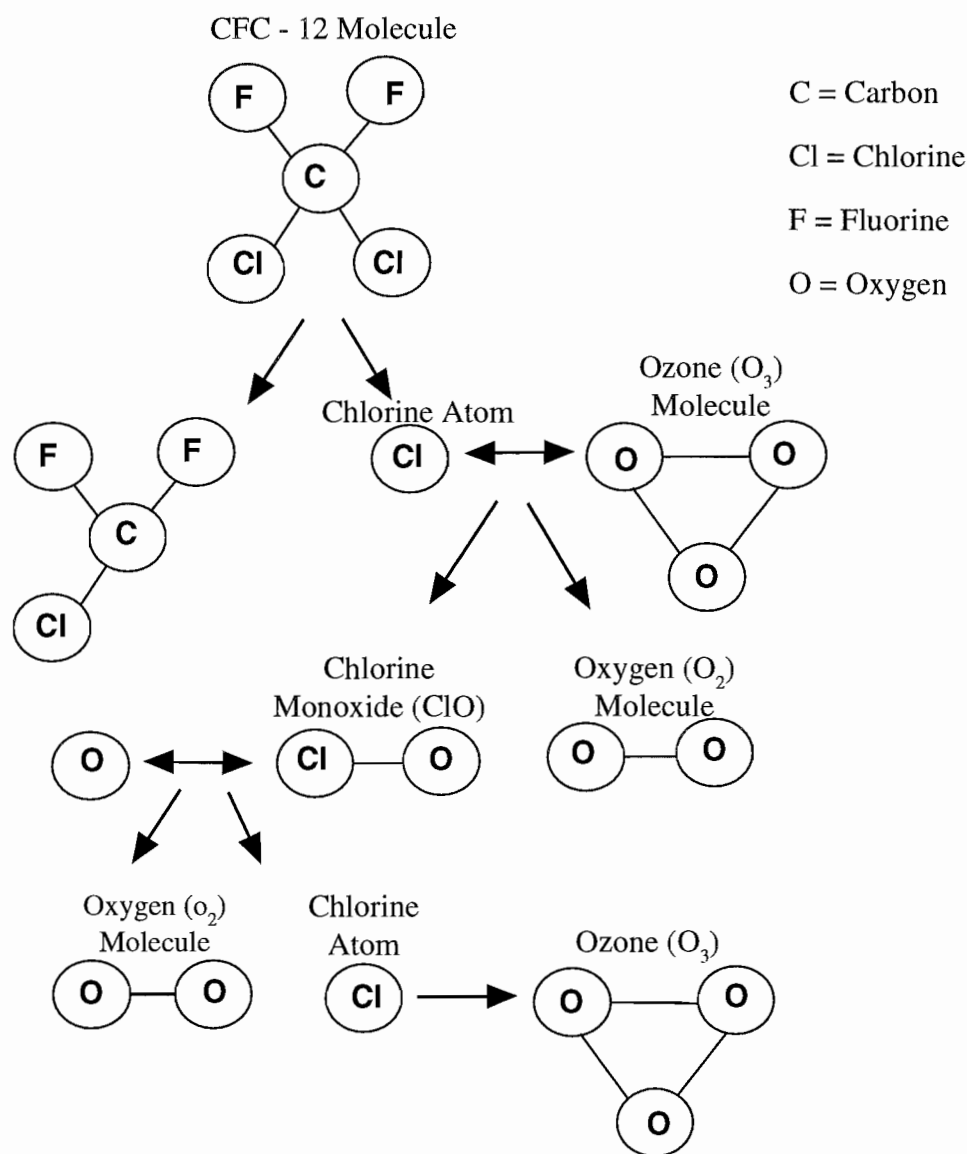 CFC - 12 Molecule
F F
C
Cl Cl
C = Carbon
Cl = Chlorine
F = Fluorine
O = Oxygen
Ozone (O₃)
Molecule
Chlorine Atom
Cl
O O
O
F F
C
Cl
Chlorine
Monoxide (ClO)
Oxygen (O₂)
Molecule
O
Cl O
O O
Oxygen (o₂)
Molecule
O O
Chlorine
Atom
Cl
Ozone (O₃)
O O
O